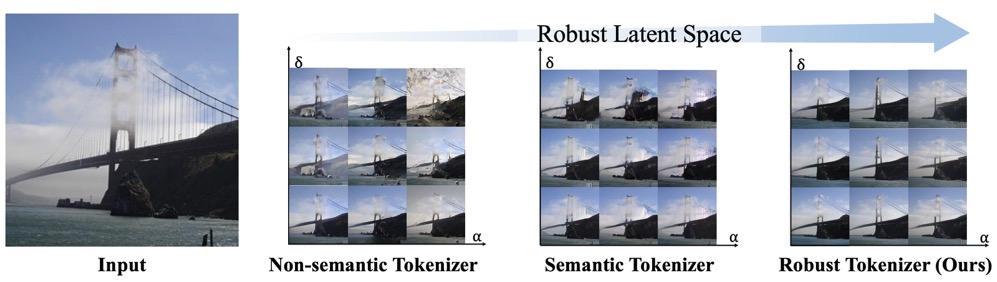 Robust Latent Space
δ
α
δ
α
δ
α
Input
Non-semantic Tokenizer
Semantic Tokenizer
Robust Tokenizer (Ours)